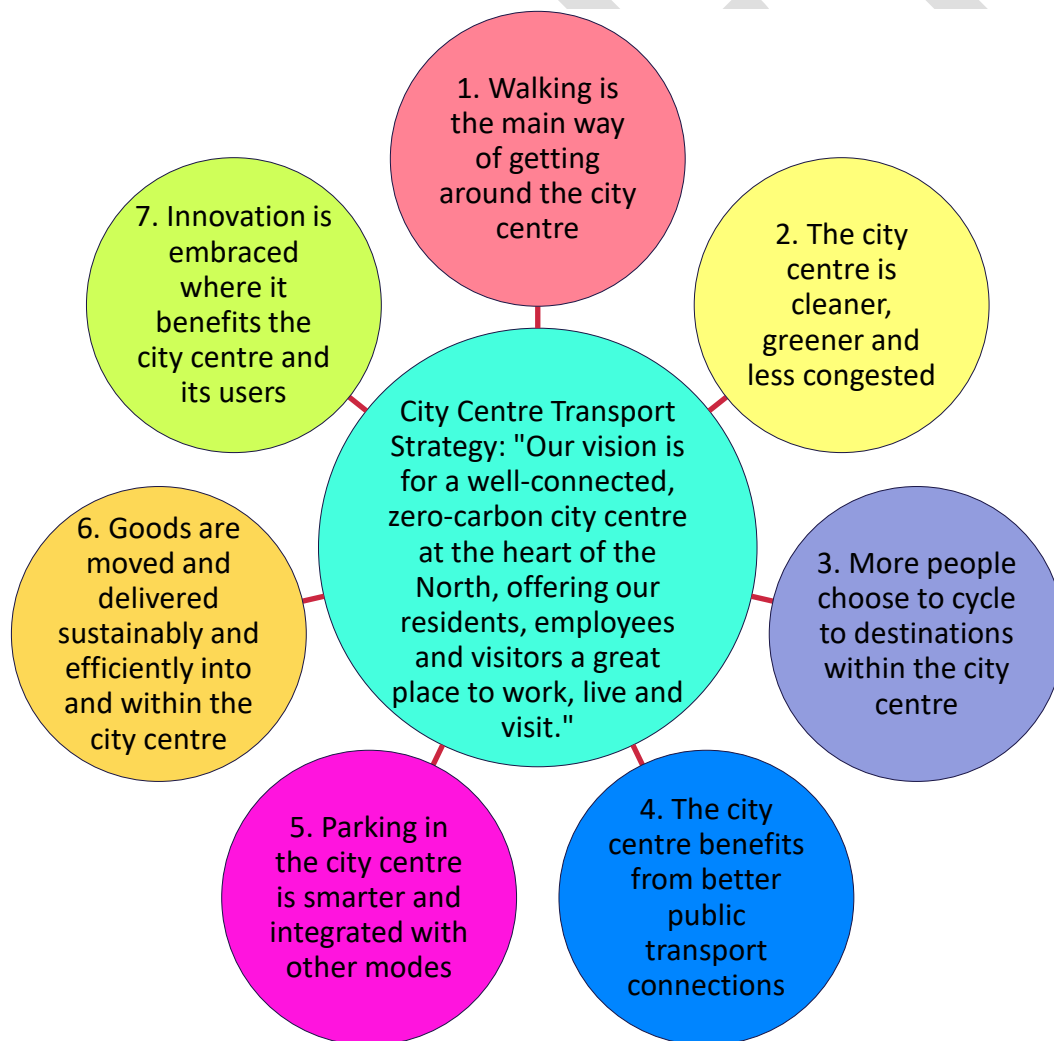 1. Walking is
the main way
of getting
around the city
centre
2. The city
centre is
cleaner,
greener and
less congested
3. More people
choose to cycle
to destinations
within the city
centre
4. The city
centre benefits
from better
public
transport
connections
5. Parking in
the city centre
is smarter and
integrated with
other modes
6. Goods are
moved and
delivered
sustainably and
efficiently into
and within the
city centre
7. Innovation is
embraced
where it
benefits the
city centre and
its users
City Centre Transport
Strategy: "Our vision is
for a well-connected,
zero-carbon city centre
at the heart of the
North, offering our
residents, employees
and visitors a great
place to work, live and
visit."